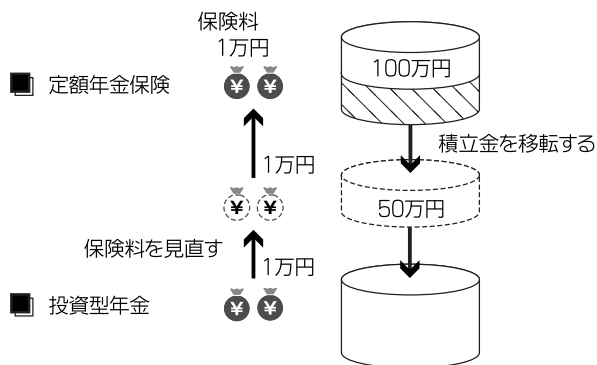 保険料
1万円
定額年金保険
¥ ¥
100万円
積立金を移転する
1万円
¥ ¥
50万円
保険料を見直す
1万円
投資型年金
¥ ¥